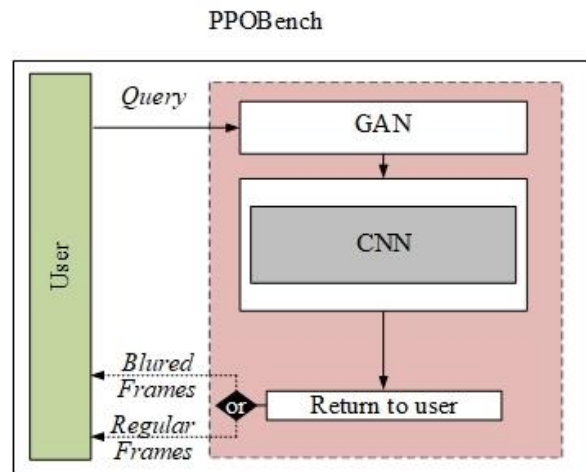 PPOBench
Query
GAN
CNN
User
Blured
Frames
or
Return to user
Regular
Frames